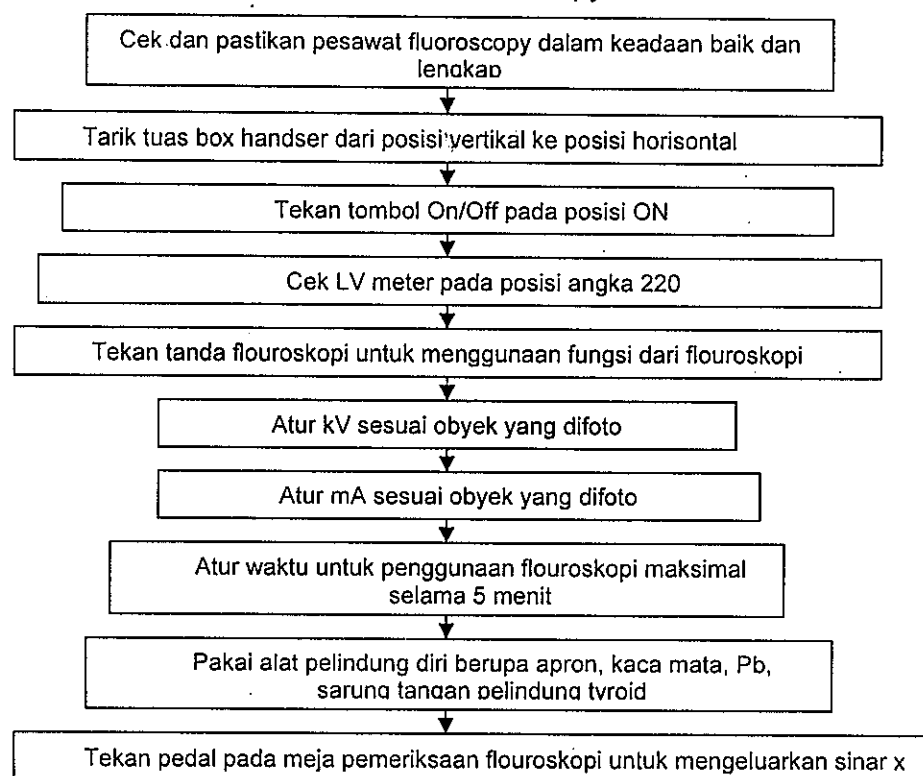 Cek dan pastikan pesawat fluoroscopy dalam keadaan baik dan
lengkap
Tarik tuas box handser dari posisi vertikal ke posisi horisontal
Tekan tombol On/Off pada posisi ON
Cek LV meter pada posisi angka 220
Tekan tanda flouroskopi untuk menggunaan fungsi dari flouroskopi
Atur kV sesuai obyek yang difoto
Atur mA sesuai obyek yang difoto
Atur waktu untuk penggunaan flouroskopi maksimal
selama 5 menit
Pakai alat pelindung diri berupa apron, kaca mata, Pb,
sarung tangan pelindung tyroid
Tekan pedal pada meja pemeriksaan flouroskopi untuk mengeluarkan sinar x